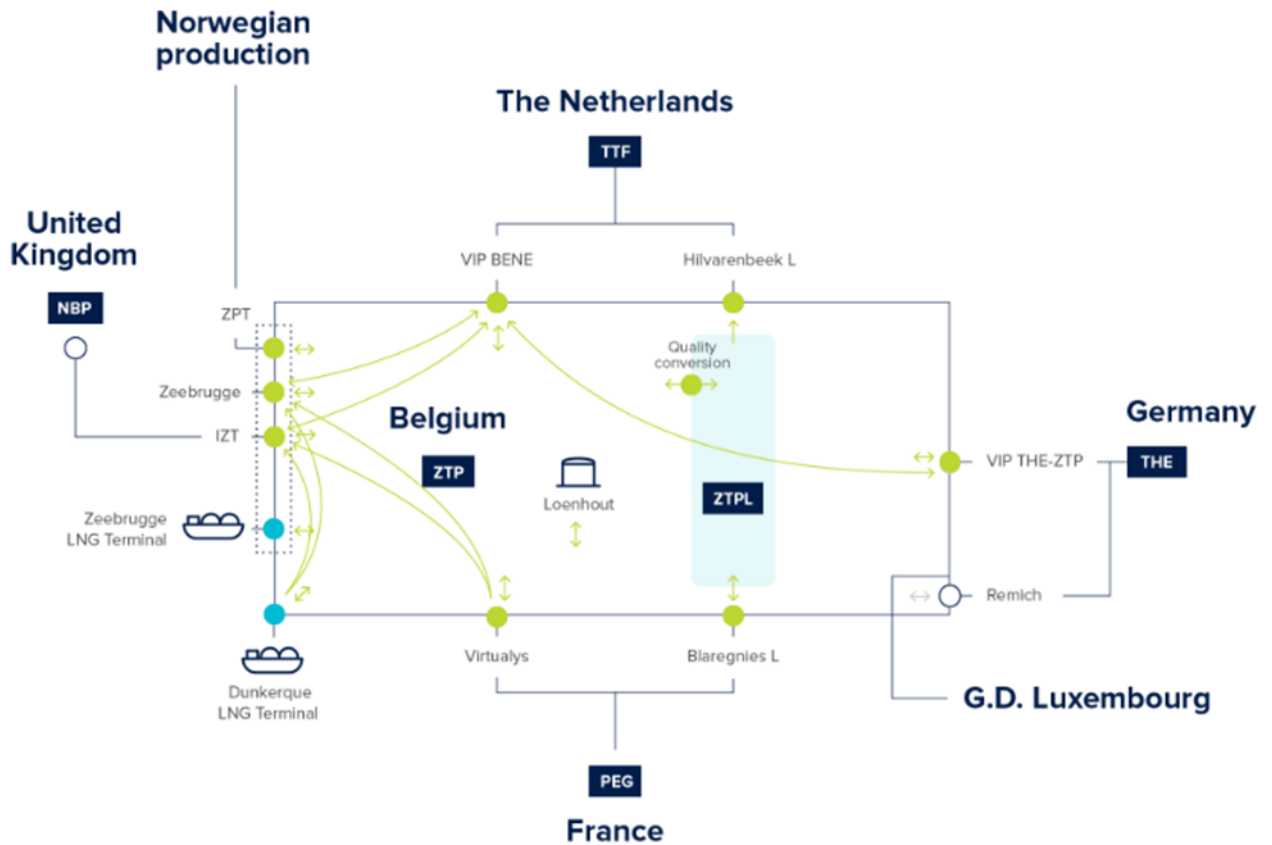 Norwegian
production
The Netherlands
TTF
United
Kingdom
NBP
VIP BENE
Hilvarenbeek L
ZPT
Quality
conversion
Zeebrugge
Belgium
Germany
IZT
ZTP
VIP THE-ZTP
THE
Loenhout
ZTPL
Zeebrugge
LNG Terminal
Remich
Virtualys
Blaregnies L
Dunkerque
LNG Terminal
G.D. Luxembourg
PEG
France